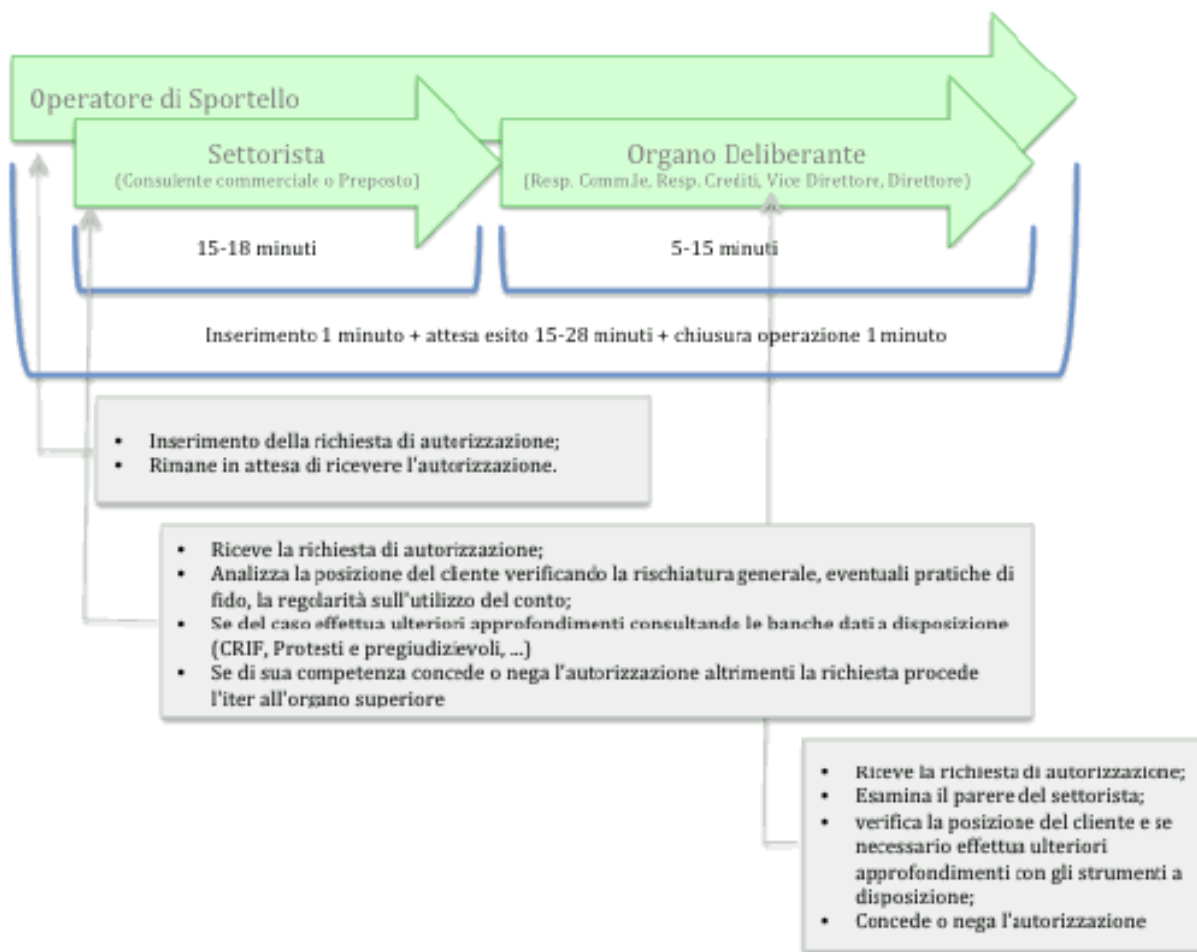 Operatore di Sportello
Settorista
(Consulente commerciale o Preposto)
Organo Deliberante
(Resp. Comm.le, Resp. Crediti, Vice Direttore, Direttore)
15-18 minuti
5-15 minuti
Inserimento 1 minuto + attesa esito 15-28 minuti + chiusura operazione 1 minuto
• Inserimento della richiesta di autorizzazione;
• Rimane in attesa di ricevere l'autorizzazione.
• Riceve la richiesta di autorizzazione;
• Analizza la posizione del cliente verificando la rischiatura generale, eventuali pratiche di
fido, la regolarità sull'utilizzo del conto;
• Se del caso effettua ulteriori approfondimenti consultando le banche dati a disposizione
(CRIF, Protesti e pregiudizievoli, ...)
• Se di sua competenza concede o nega l'autorizzazione altrimenti la richiesta procede
l'iter all'organo superiore
• Riceve la richiesta di autorizzazione;
• Esamina il parere del settorista;
• verifica la posizione del cliente e se
necessario effettua ulteriori
approfondimenti con gli strumenti a
disposizione;
• Concede o nega l'autorizzazione